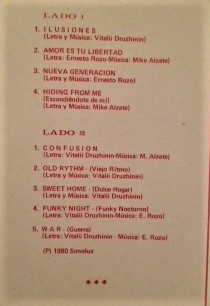 LADO 1
1. ILUSIONES
(Letra y Música: Vitalii Druzhinin)
2. AMOR ES TU LIBERTAD
(Letra: Ernesto Rozo-Música: Mike Alzate)
3. NUEVA GENERACION
(Letra y Música: Ernesto Rozo)
4. HIDING FROM ME
(Escondiéndote de mí)
(Letra y Música: Mike Alzate)
LADO 2
1. CONFUSION
(Letra: Vitalii Druzhinin-Música: M. Alzate)
2. OLD RYTHM - (Viejo Ritmo)
(Letra y Música: Vitalii Druzhinin)
3. SWEET HOME - (Dulce Hogar)
(Letra y Música: Vitalii Druzhinin)
4. FUNKY NIGHT - (Funky Nocturno)
(Letra: Vitalii Druzhinin - Música: E. Rozo)
5. WAR - (Guerra)
(Letra: Vitalii Druzhinin - Música: E. Rozo)
(P) 1980 Sonolux